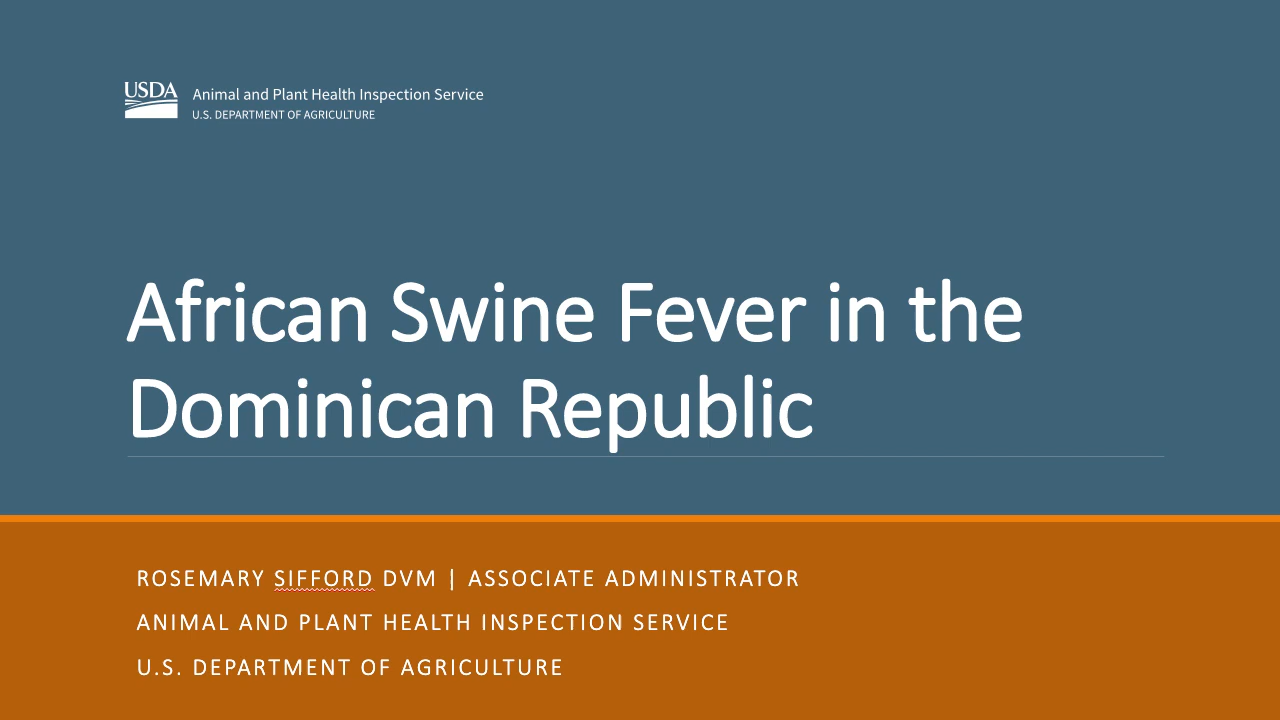 USDA
Animal and Plant Health Inspection Service
U.S. DEPARTMENT OF AGRICULTURE
African Swine Fever in the
Dominican Republic
ROSEMARY SIFFORD DVM | ASSOCIATE ADMINISTRATOR
ANIMAL AND PLANT HEALTH INSPECTION SERVICE
U.S. DEPARTMENT OF AGRICULTURE